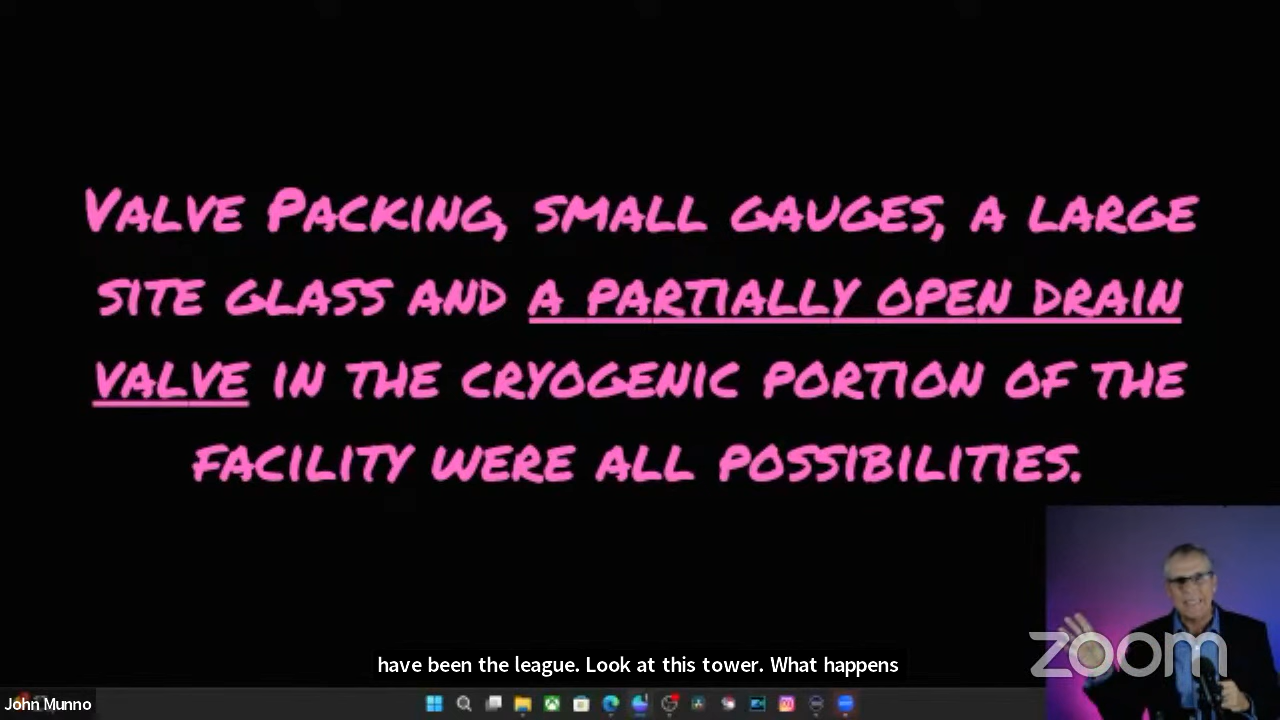 VALVE PACKING, SMALL GAUGES, A LARGE
SITE GLASS AND A PARTIALLY OPEN DRAIN
VALVE IN THE CRYOGENIC PORTION OF THE
FACILITY WERE ALL POSSIBILITIES.
have been the league. Look at this tower. What happens
zoom
John Munno